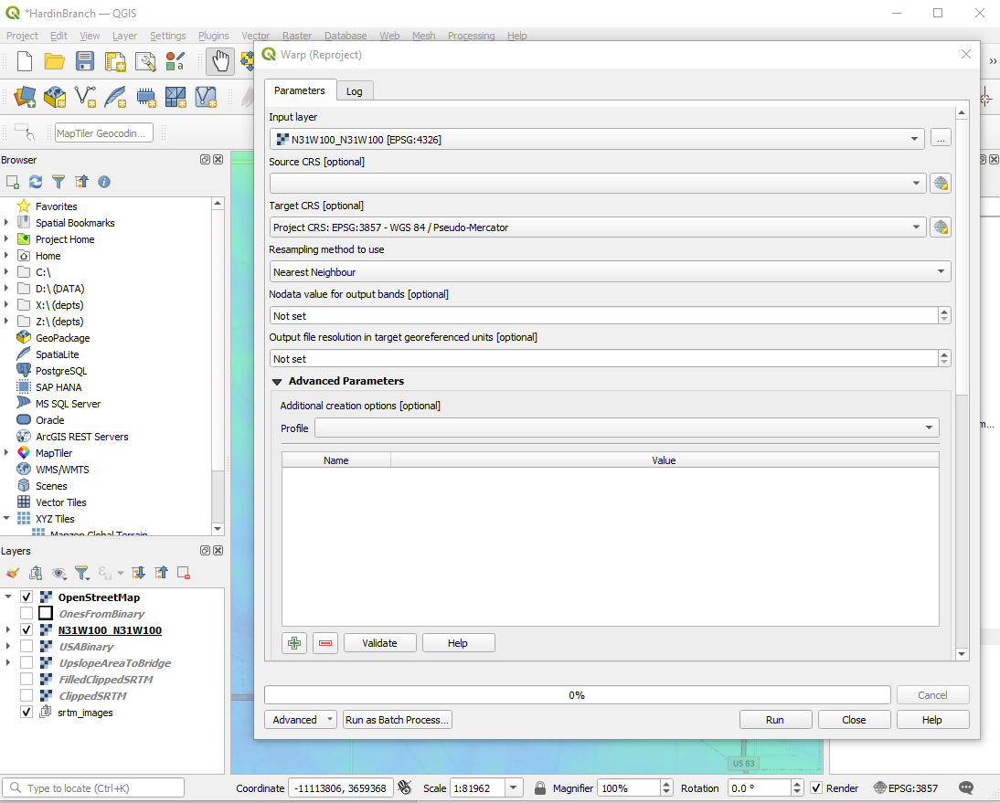 *HardinBranch — QGIS
Project Edit View Layer Settings Plugins Vector Raster Database Web Mesh Processing Help
MapTiler Geocodin...
Browser
Favorites
Spatial Bookmarks
Project Home
Home
C:\
D:\ (DATA)
X:\ (depts)
Z:\ (depts)
GeoPackage
SpatiaLite
PostgreSQL
SAP HANA
MS SQL Server
Oracle
ArcGIS REST Servers
MapTiler
WMS/WMTS
Scenes
Vector Tiles
XYZ Tiles
Mapzen Global Terrain
Layers
OpenStreetMap
OnesFromBinary
N31W100_N31W100
USABinary
UpslopeAreaToBridge
FilledClippedSRTM
ClippedSRTM
srtm_images
Warp (Reproject)
Parameters Log
Input layer
N31W100_N31W100 [EPSG:4326]
...
Source CRS [optional]
Target CRS [optional]
Project CRS: EPSG:3857 - WGS 84 / Pseudo-Mercator
Resampling method to use
Nearest Neighbour
Nodata value for output bands [optional]
Not set
Output file resolution in target georeferenced units [optional]
Not set
Advanced Parameters
Additional creation options [optional]
Profile
Name Value
Validate Help
0% Cancel
Advanced Run as Batch Process... Run Close Help
m...
US 83
Type to locate (Ctrl+K) Coordinate -11113806, 3659368 Scale 1:81962 Magnifier 100% Rotation 0.0 ° Render EPSG:3857